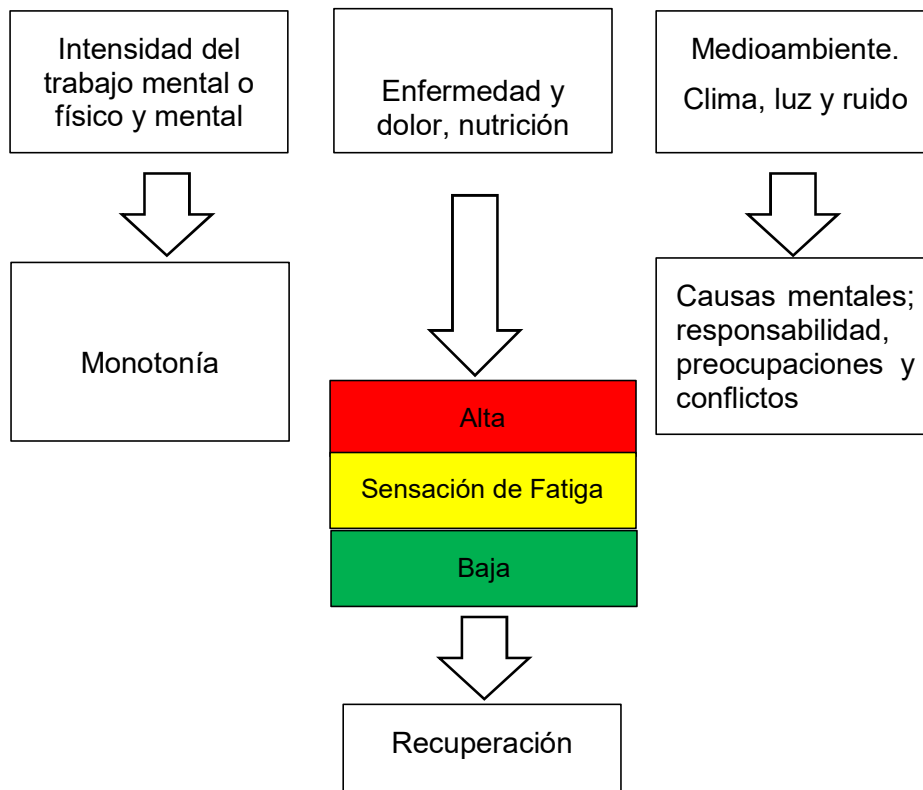 Intensidad del
trabajo mental o
físico y mental
Enfermedad y
dolor, nutrición
Medioambiente.
Clima, luz y ruido
Monotonía
Causas mentales;
responsabilidad,
preocupaciones y
conflictos
Alta
Sensación de Fatiga
Baja
Recuperación